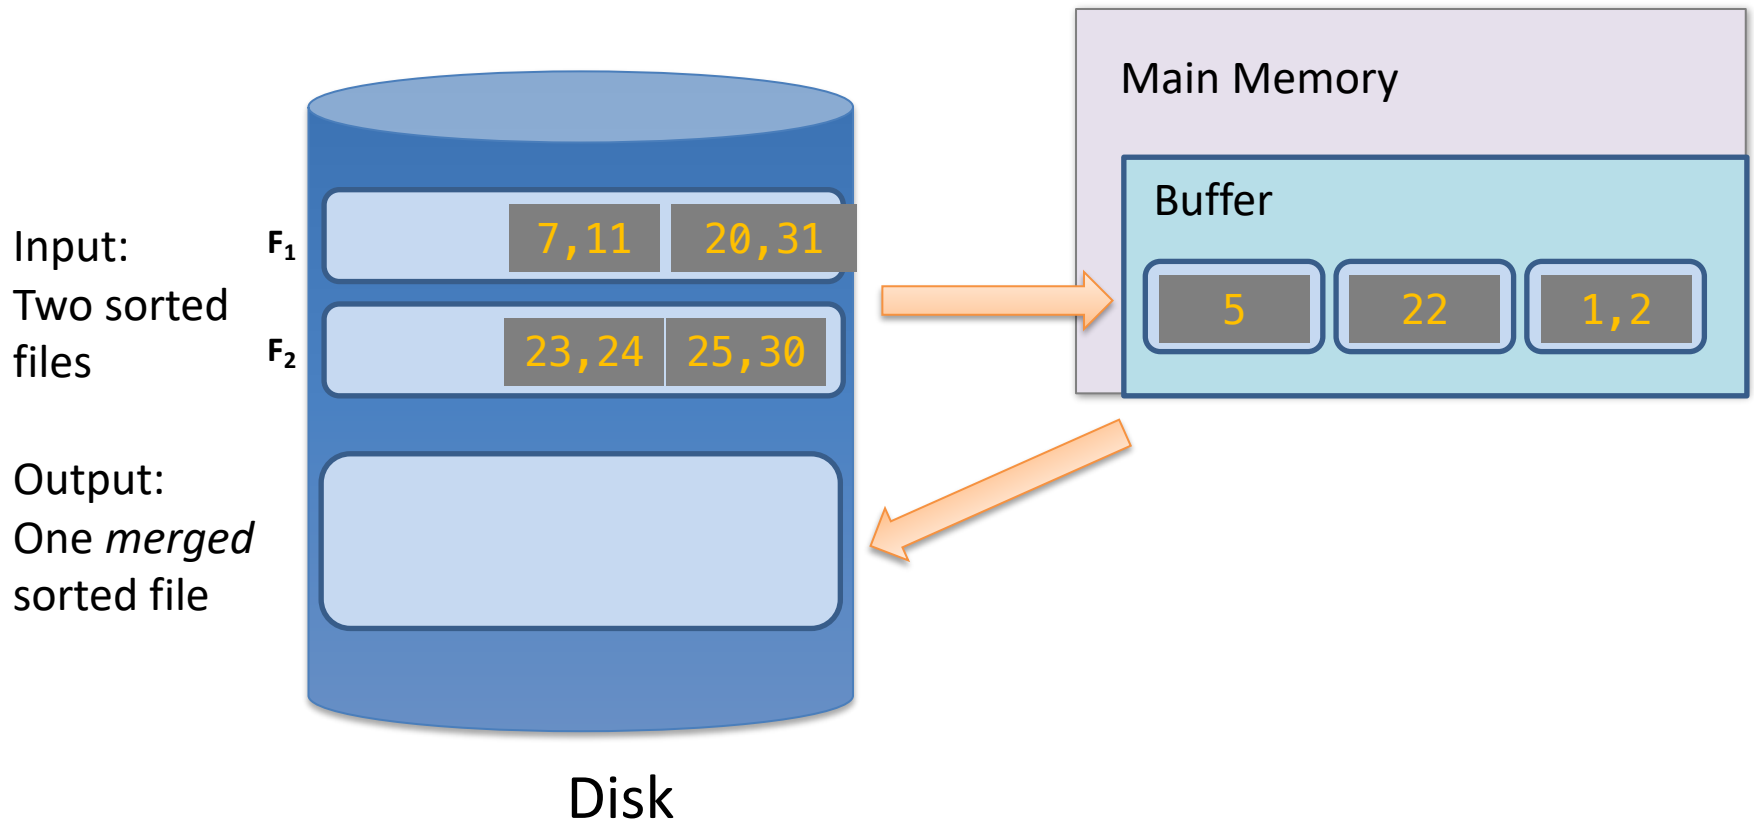 Main Memory
Buffer
5 22 1,2
Input:
Two sorted
files
F₁ 7,11 20,31
F₂ 23,24 25,30
Output:
One merged
sorted file
Disk